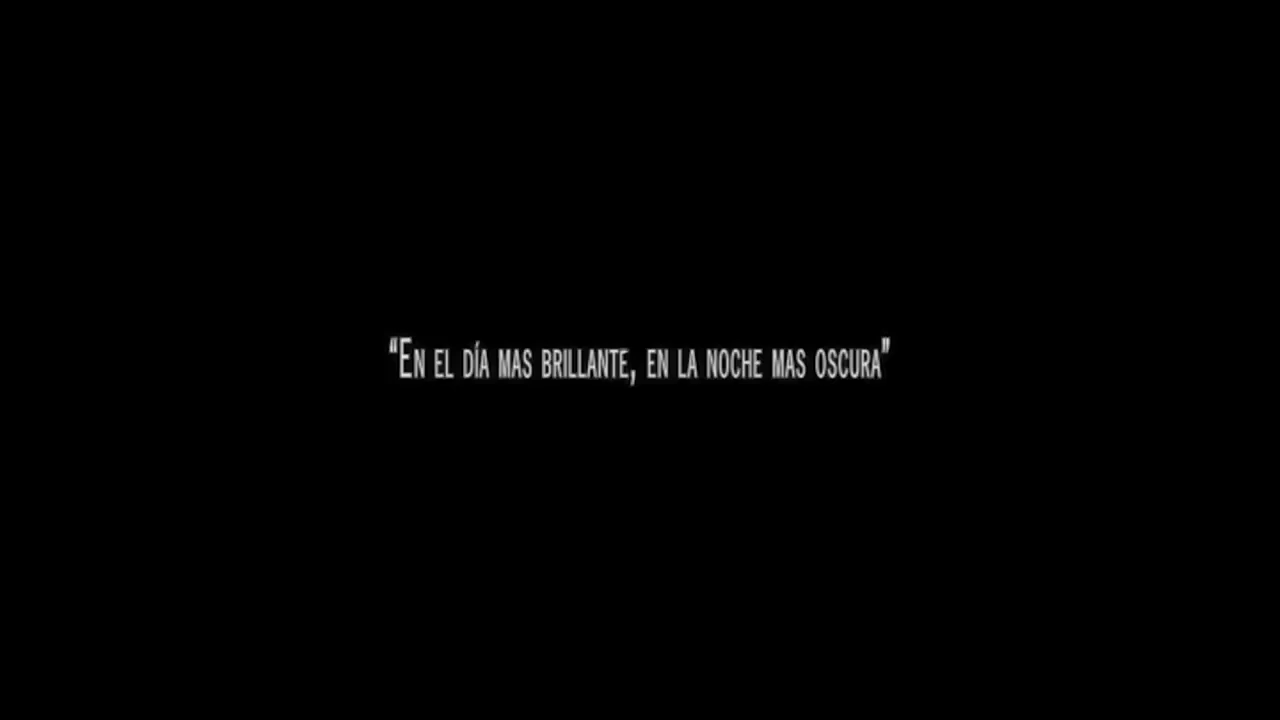 “En el día mas brillante, en la noche mas oscura”